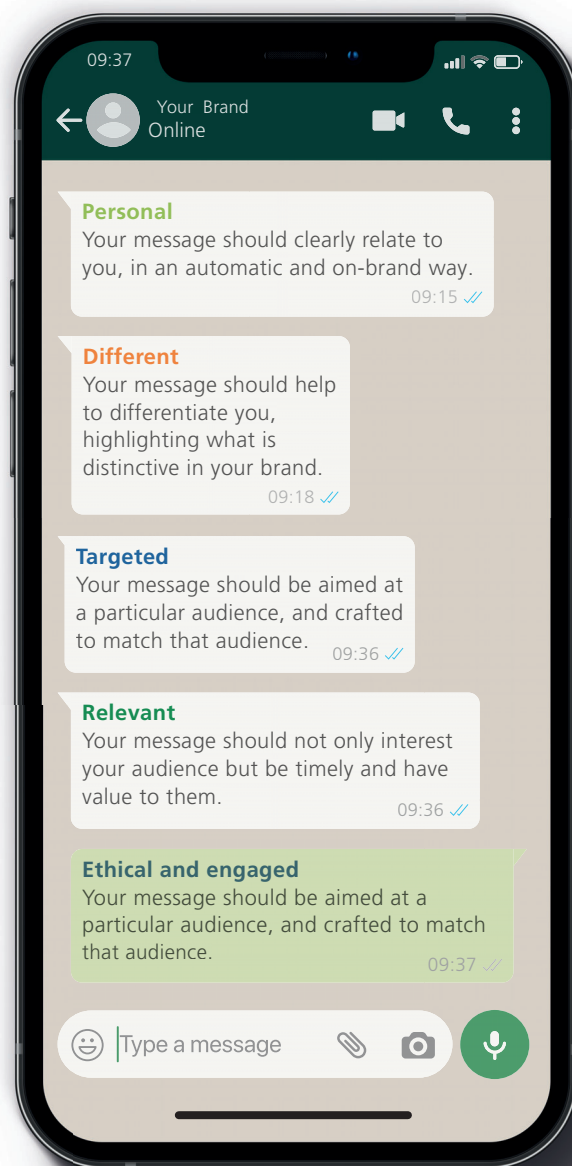 09:37
Your Brand
Online
Personal
Your message should clearly relate to
you, in an automatic and on-brand way.
09:15
Different
Your message should help
to differentiate you,
highlighting what is
distinctive in your brand.
09:18
Targeted
Your message should be aimed at
a particular audience, and crafted
to match that audience.
09:36
Relevant
Your message should not only interest
your audience but be timely and have
value to them.
09:36
Ethical and engaged
Your message should be aimed at a
particular audience, and crafted to match
that audience.
09:37
Type a message